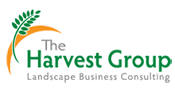 The
Harvest Group
Landscape Business Consulting